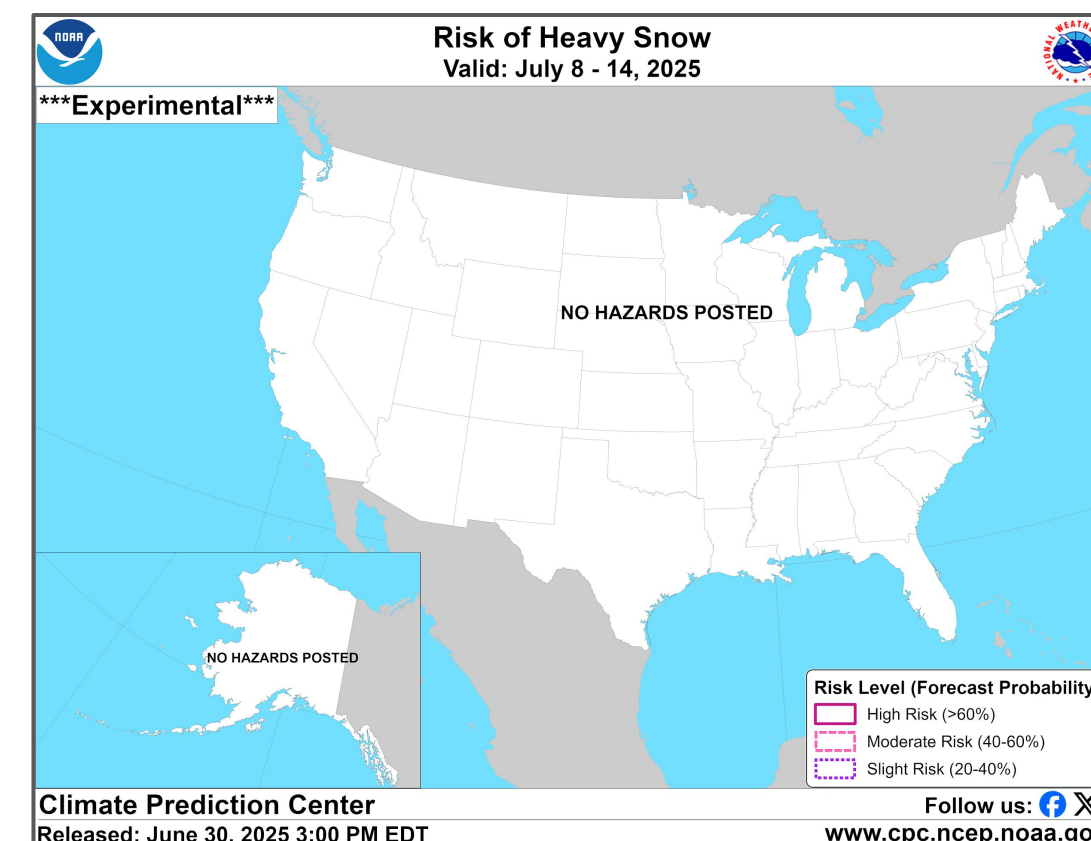 NOAA
Risk of Heavy Snow
Valid: July 8 - 14, 2025
***Experimental***
NO HAZARDS POSTED
NO HAZARDS POSTED
Risk Level (Forecast Probability
High Risk (>60%)
Moderate Risk (40-60%)
Slight Risk (20-40%)
Climate Prediction Center
Follow us:
Released: June 30, 2025 3:00 PM EDT
www.cpc.ncep.noaa.go